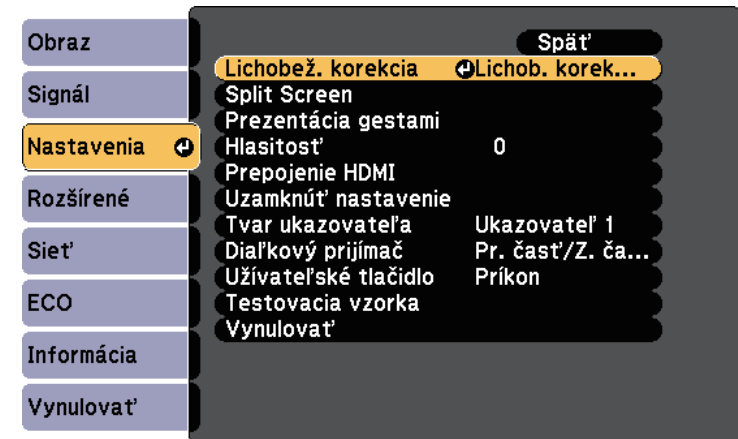 Obraz
Signál
Nastavenia
Rozšírené
Sieť
ECO
Informácia
Vynulovať
Späť
Lichobež. korekcia Lichob. korek...
Split Screen
Prezentácia gestami
Hlasitosť 0
Prepojenie HDMI
Uzamknúť nastavenie
Tvar ukazovateľa Ukazovateľ 1
Diaľkový prijímač Pr. časť/Z. ča...
Užívateľské tlačidlo Príkon
Testovacia vzorka
Vynulovať